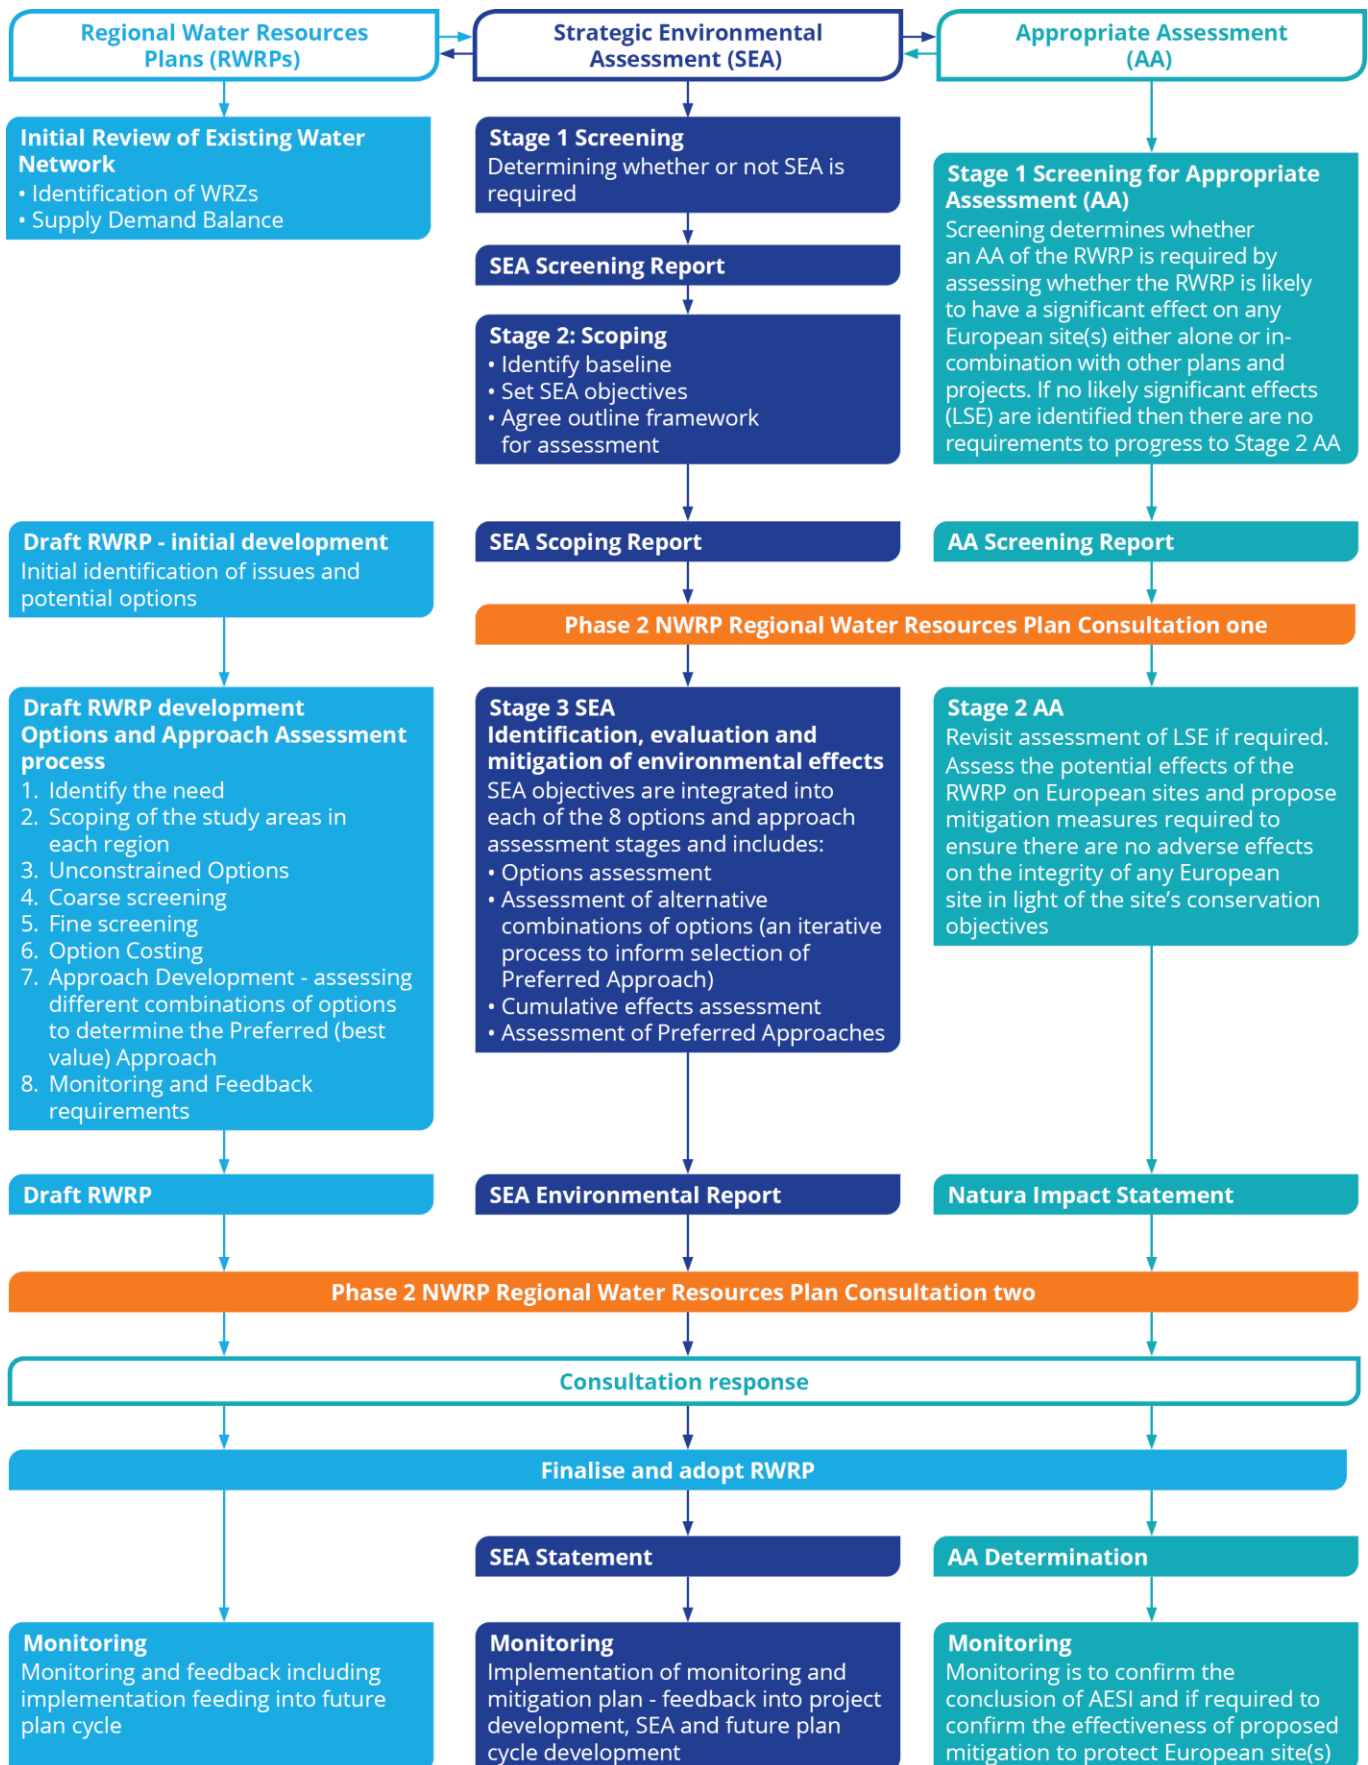 Regional Water Resources
Plans (RWRPs)
Strategic Environmental
Assessment (SEA)
Appropriate Assessment
(AA)
Initial Review of Existing Water
Network
• Identification of WRZs
• Supply Demand Balance
Stage 1 Screening
Determining whether or not SEA is
required
SEA Screening Report
Stage 2: Scoping
• Identify baseline
• Set SEA objectives
• Agree outline framework
for assessment
Stage 1 Screening for Appropriate
Assessment (AA)
Screening determines whether
an AA of the RWRP is required by
assessing whether the RWRP is likely
to have a significant effect on any
European site(s) either alone or in-
combination with other plans and
projects. If no likely significant effects
(LSE) are identified then there are no
requirements to progress to Stage 2 AA
Draft RWRP - initial development
Initial identification of issues and
potential options
SEA Scoping Report
AA Screening Report
Phase 2 NWRP Regional Water Resources Plan Consultation one
Draft RWRP development
Options and Approach Assessment
process
1. Identify the need
2. Scoping of the study areas in
each region
3. Unconstrained Options
4. Coarse screening
5. Fine screening
6. Option Costing
7. Approach Development - assessing
different combinations of options
to determine the Preferred (best
value) Approach
8. Monitoring and Feedback
requirements
Stage 3 SEA
Identification, evaluation and
mitigation of environmental effects
SEA objectives are integrated into
each of the 8 options and approach
assessment stages and includes:
• Options assessment
• Assessment of alternative
combinations of options (an iterative
process to inform selection of
Preferred Approach)
• Cumulative effects assessment
• Assessment of Preferred Approaches
Stage 2 AA
Revisit assessment of LSE if required.
Assess the potential effects of the
RWRP on European sites and propose
mitigation measures required to
ensure there are no adverse effects
on the integrity of any European
site in light of the site’s conservation
objectives
Draft RWRP
SEA Environmental Report
Natura Impact Statement
Phase 2 NWRP Regional Water Resources Plan Consultation two
Consultation response
Finalise and adopt RWRP
SEA Statement
AA Determination
Monitoring
Monitoring and feedback including
implementation feeding into future
plan cycle
Monitoring
Implementation of monitoring and
mitigation plan - feedback into project
development, SEA and future plan
cycle development
Monitoring
Monitoring is to confirm the
conclusion of AESI and if required to
confirm the effectiveness of proposed
mitigation to protect European site(s)